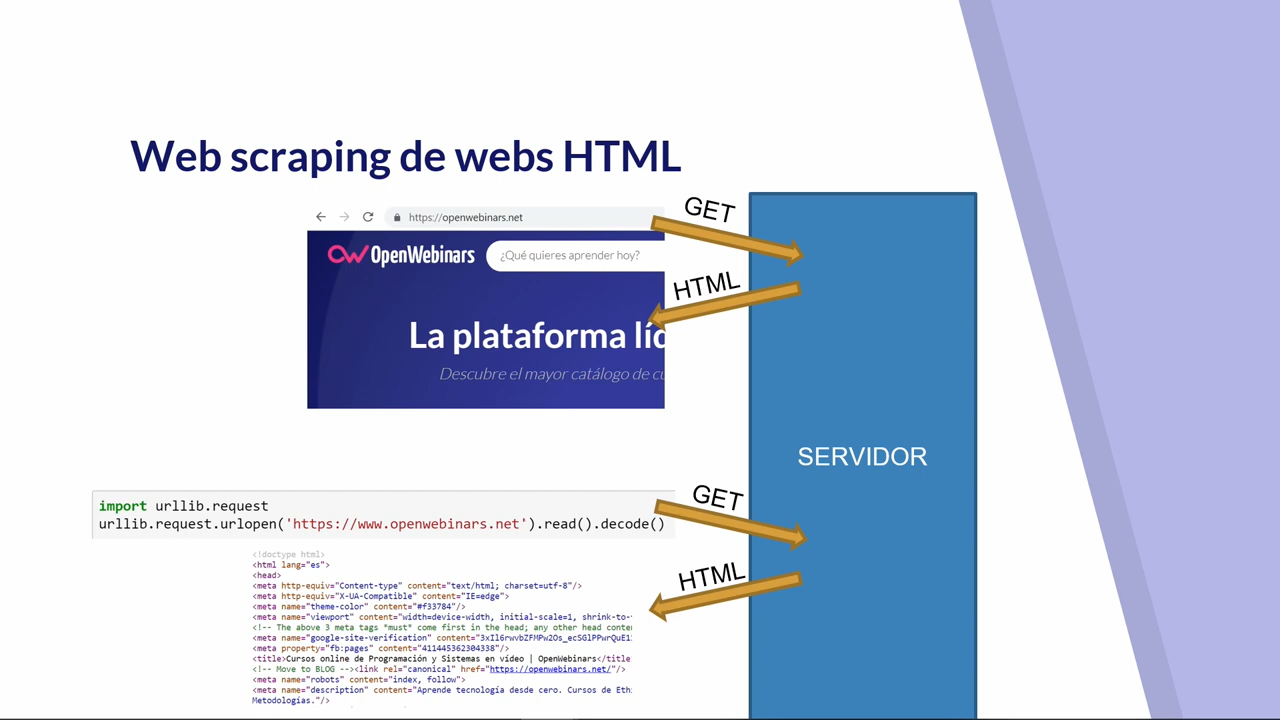 Web scraping de webs HTML
https://openwebinars.net
GET
OpenWebinars
¿Qué quieres aprender hoy?
HTML
La plataforma líd
Descubre el mayor catálogo de cu
SERVIDOR
GET
import urllib.request
urllib.request.urlopen('https://www.openwebinars.net').read().decode()
HTML
<!doctype html>
<html lang="es">
<head>
<meta http-equiv="Content-type" content="text/html; charset=utf-8"/>
<meta http-equiv="X-UA-Compatible" content="IE=edge">
<meta name="theme-color" content="#f33784"/>
<meta name="viewport" content="width=device-width, initial-scale=1, shrink-to-
<!-- The above 3 meta tags *must* come first in the head; any other head conte
<meta name="google-site-verification"
<meta property="fb:pages" content="411445362304338"/>
<title>Cursos online de Programación y Sistemas en vídeo | OpenWebinars</title
<!-- Move to BLOG --><link rel="canonical" href="https://openwebinars.net/"/>
<meta name="robots" content="index, follow">
<meta name="description" content="Aprende tecnología desde cero. Cursos de Eth
Metodologías."/>